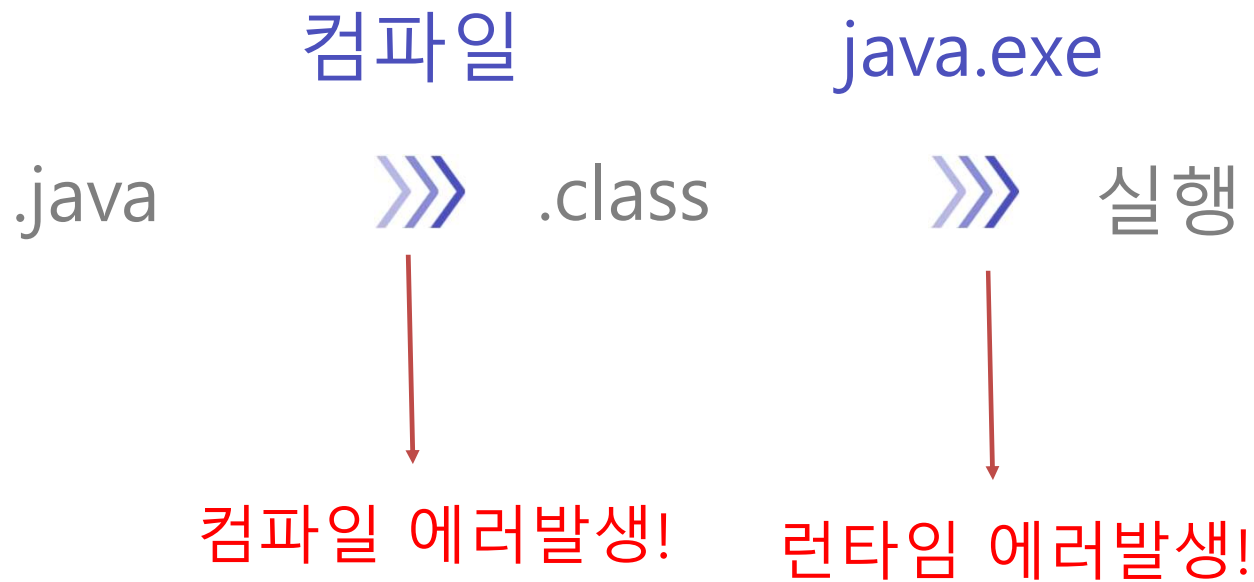 컴파일
java.exe
.java
.class
실행
컴파일 에러발생!
런타임 에러발생!